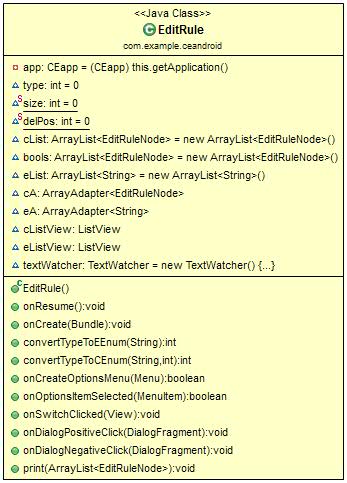 <<Java Class>>
EditRule
com.example.ceandroid
app: CEapp = (CEapp) this.getApplication()
type: int = 0
size: int = 0
delPos: int = 0
cList: ArrayList<EditRuleNode> = new ArrayList<EditRuleNode>()
bools: ArrayList<EditRuleNode> = new ArrayList<EditRuleNode>()
eList: ArrayList<String> = new ArrayList<String>()
cA: ArrayAdapter<EditRuleNode>
eA: ArrayAdapter<String>
cListView: ListView
eListView: ListView
textWatcher: TextWatcher = new TextWatcher() {...}
EditRule()
onResume():void
onCreate(Bundle):void
convertTypeToEEnum(String):int
convertTypeToCEnum(String,int):int
onCreateOptionsMenu(Menu):boolean
onOptionsItemSelected(MenuItem):boolean
onSwitchClicked(View):void
onDialogPositiveClick(DialogFragment):void
onDialogNegativeClick(DialogFragment):void
print(ArrayList<EditRuleNode>):void